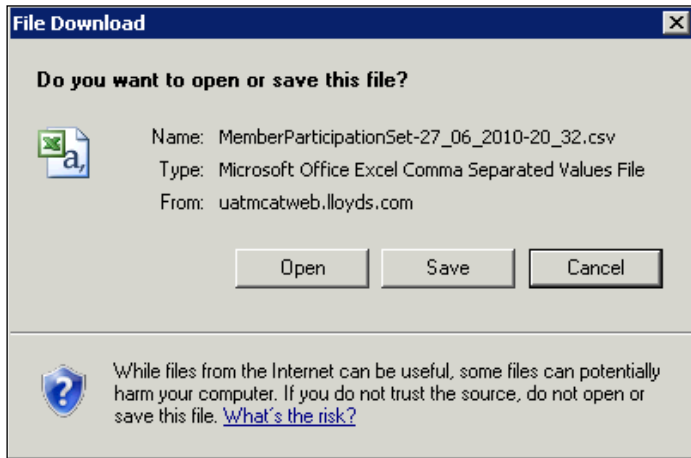 File Download
Do you want to open or save this file?
Name: MemberParticipationSet-27_06_2010-20_32.csv
Type: Microsoft Office Excel Comma Separated Values File
From: uatmcatweb.lloyds.com
Open Save Cancel
While files from the Internet can be useful, some files can potentially
harm your computer. If you do not trust the source, do not open or
save this file. What's the risk?